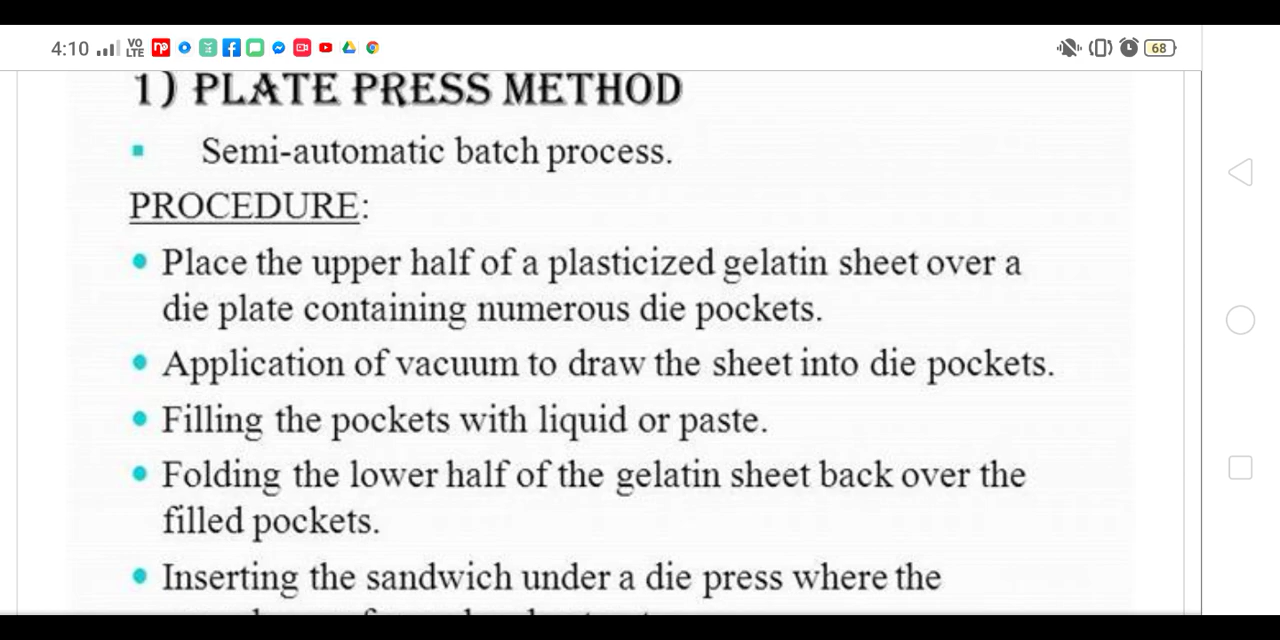 4:10 VO LTE 68
1) PLATE PRESS METHOD
▪ Semi-automatic batch process.
PROCEDURE:
• Place the upper half of a plasticized gelatin sheet over a
die plate containing numerous die pockets.
• Application of vacuum to draw the sheet into die pockets.
• Filling the pockets with liquid or paste.
• Folding the lower half of the gelatin sheet back over the
filled pockets.
• Inserting the sandwich under a die press where the